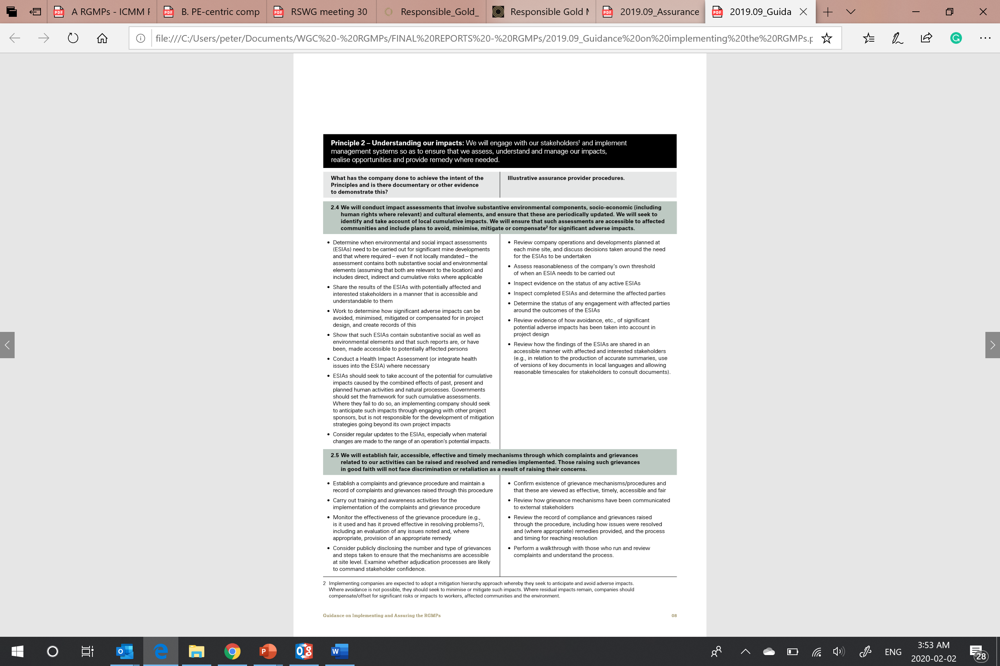 A RGMPs - ICMM
B. PE-centric comp
RSWG meeting 30
Responsible_Gold_
Responsible Gold
2019.09_Assurance
2019.09_Guida
file:///C:/Users/peter/Documents/WGC%20-%20RGMPs/FINAL%20REPORTS%20-%20RGMPs/2019.09_Guidance%20on%20implementing%20the%20RGMPs.p
Principle 2 – Understanding our impacts: We will engage with our stakeholders¹ and implement
management systems so as to ensure that we assess, understand and manage our impacts,
realise opportunities and provide remedy where needed.
What has the company done to achieve the intent of the
Principles and is there documentary or other evidence
to demonstrate this?
Illustrative assurance provider procedures.
2.4 We will conduct impact assessments that involve substantive environmental components, socio-economic (including
human rights where relevant) and cultural elements, and ensure that these are periodically updated. We will seek to
identify and take account of local cumulative impacts. We will ensure that such assessments are accessible to affected
communities and include plans to avoid, minimise, mitigate or compensate² for significant adverse impacts.
• Determine when environmental and social impact assessments
(ESIAs) need to be carried out for significant mine developments
and that where required – even if not locally mandated – the
assessment contains both substantive social and environmental
elements (assuming that both are relevant to the location) and
includes direct, indirect and cumulative risks where applicable
• Share the results of the ESIAs with potentially affected and
interested stakeholders in a manner that is accessible and
understandable to them
• Work to determine how significant adverse impacts can be
avoided, minimised, mitigated or compensated for in project
design, and create records of this
• Show that such ESIAs contain substantive social as well as
environmental elements and that such reports are, or have
been, made accessible to potentially affected persons
• Conduct a Health Impact Assessment (or integrate health
issues into the ESIA) where necessary
• ESIAs should seek to take account of the potential for cumulative
impacts caused by the combined effects of past, present and
planned human activities and natural processes. Governments
should set the framework for such cumulative assessments.
Where they fail to do so, an implementing company should seek
to anticipate such impacts through engaging with other project
sponsors, but is not responsible for the development of mitigation
strategies going beyond its own project impacts
• Consider regular updates to the ESIAs, especially when material
changes are made to the range of an operation's potential impacts.
• Review company operations and developments planned at
each mine site, and discuss decisions taken around the need
for the ESIAs to be undertaken
• Assess reasonableness of the company's own threshold
of when an ESIA needs to be carried out
• Inspect evidence on the status of any active ESIAs
• Inspect completed ESIAs and determine the affected parties
• Determine the status of any engagement with affected parties
around the outcomes of the ESIAs
• Review evidence of how avoidance, etc., of significant
potential adverse impacts has been taken into account in
project design
• Review how the findings of the ESIAs are shared in an
accessible manner with affected and interested stakeholders
(e.g., in relation to the production of accurate summaries, use
of versions of key documents in local languages and allowing
reasonable timescales for stakeholders to consult documents).
2.5 We will establish fair, accessible, effective and timely mechanisms through which complaints and grievances
related to our activities can be raised and resolved and remedies implemented. Those raising such grievances
in good faith will not face discrimination or retaliation as a result of raising their concerns.
• Establish a complaints and grievance procedure and maintain a
record of complaints and grievances raised through this procedure
• Carry out training and awareness activities for the
implementation of the complaints and grievance procedure
• Monitor the effectiveness of the grievance procedure (e.g.,
is it used and has it proved effective in resolving problems?),
including an evaluation of any issues noted and, where
appropriate, provision of an appropriate remedy
• Consider publicly disclosing the number and type of grievances
and steps taken to ensure that the mechanisms are accessible
at site level. Examine whether adjudication processes are likely
to command stakeholder confidence.
• Confirm existence of grievance mechanisms/procedures and
that these are viewed as effective, timely, accessible and fair
• Review how grievance mechanisms have been communicated
to external stakeholders
• Review the record of compliance and grievances raised
through the procedure, including how issues were resolved
and (where appropriate) remedies provided, and the process
and timing for reaching resolution
• Perform a walkthrough with those who run and review
complaints and understand the process.
2 Implementing companies are expected to adopt a mitigation hierarchy approach whereby they seek to anticipate and avoid adverse impacts.
Where avoidance is not possible, they should seek to minimise or mitigate such impacts. Where residual impacts remain, companies should
compensate/offset for significant risks or impacts to workers, affected communities and the environment.
Guidance on Implementing and Assuring the RGMPs
08
ENG
3:53 AM
2020-02-02
28